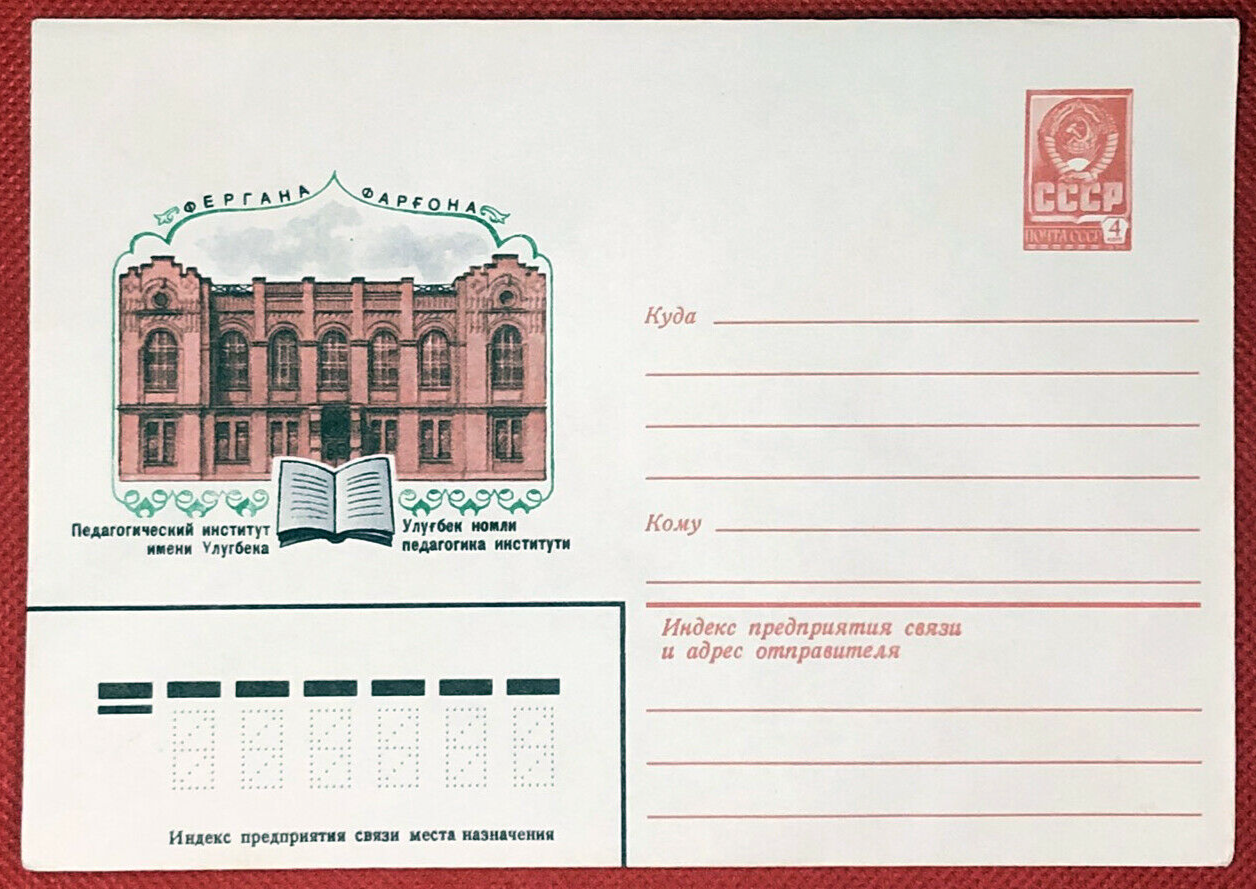 ФЕРГАНА ФАРҒОНА
Педагогический институт
имени Улугбека
Улуғбек номли
педагогика институти
СССР
ПОЧТА СССР 4
коп
Куда
Кому
Индекс предприятия связи
и адрес отправителя
Индекс предприятия связи места назначения